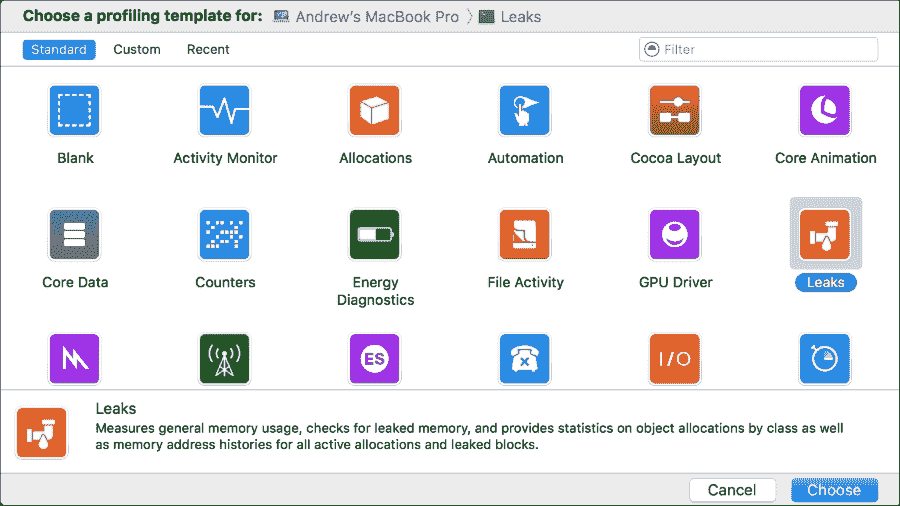 Choose a profiling template for: Andrew's MacBook Pro Leaks
Standard Custom Recent Filter
Blank Activity Monitor Allocations Automation Cocoa Layout Core Animation
Core Data Counters Energy Diagnostics File Activity GPU Driver Leaks
ES I/O
Leaks
Measures general memory usage, checks for leaked memory, and provides statistics on object allocations by class as well
as memory address histories for all active allocations and leaked blocks.
Cancel Choose